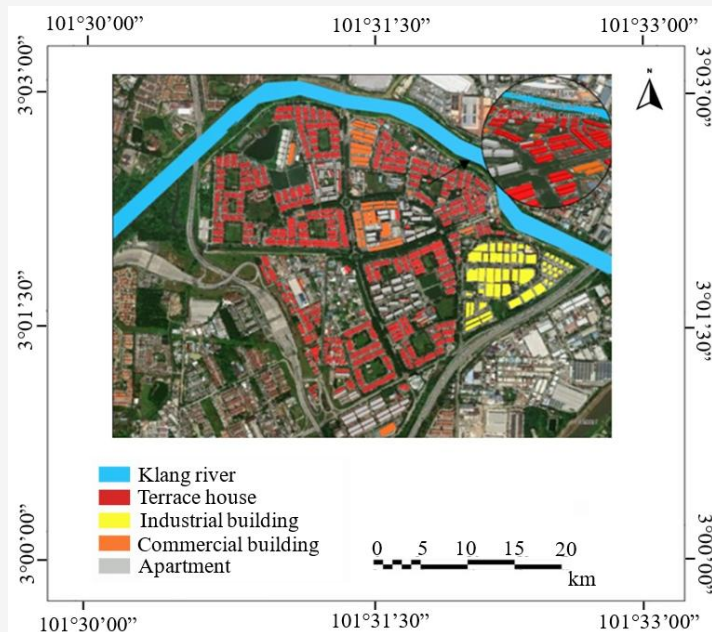 101°30’00” 101°31’30” 101°33’00”
3°03’00”
3°03’00”
N
3°01’30”
3°01’30”
Klang river
Terrace house
Industrial building
Commercial building
Apartment
0 5 10 15 20
km
3°00’00”
3°00’00”
101°30’00” 101°31’30” 101°33’00”